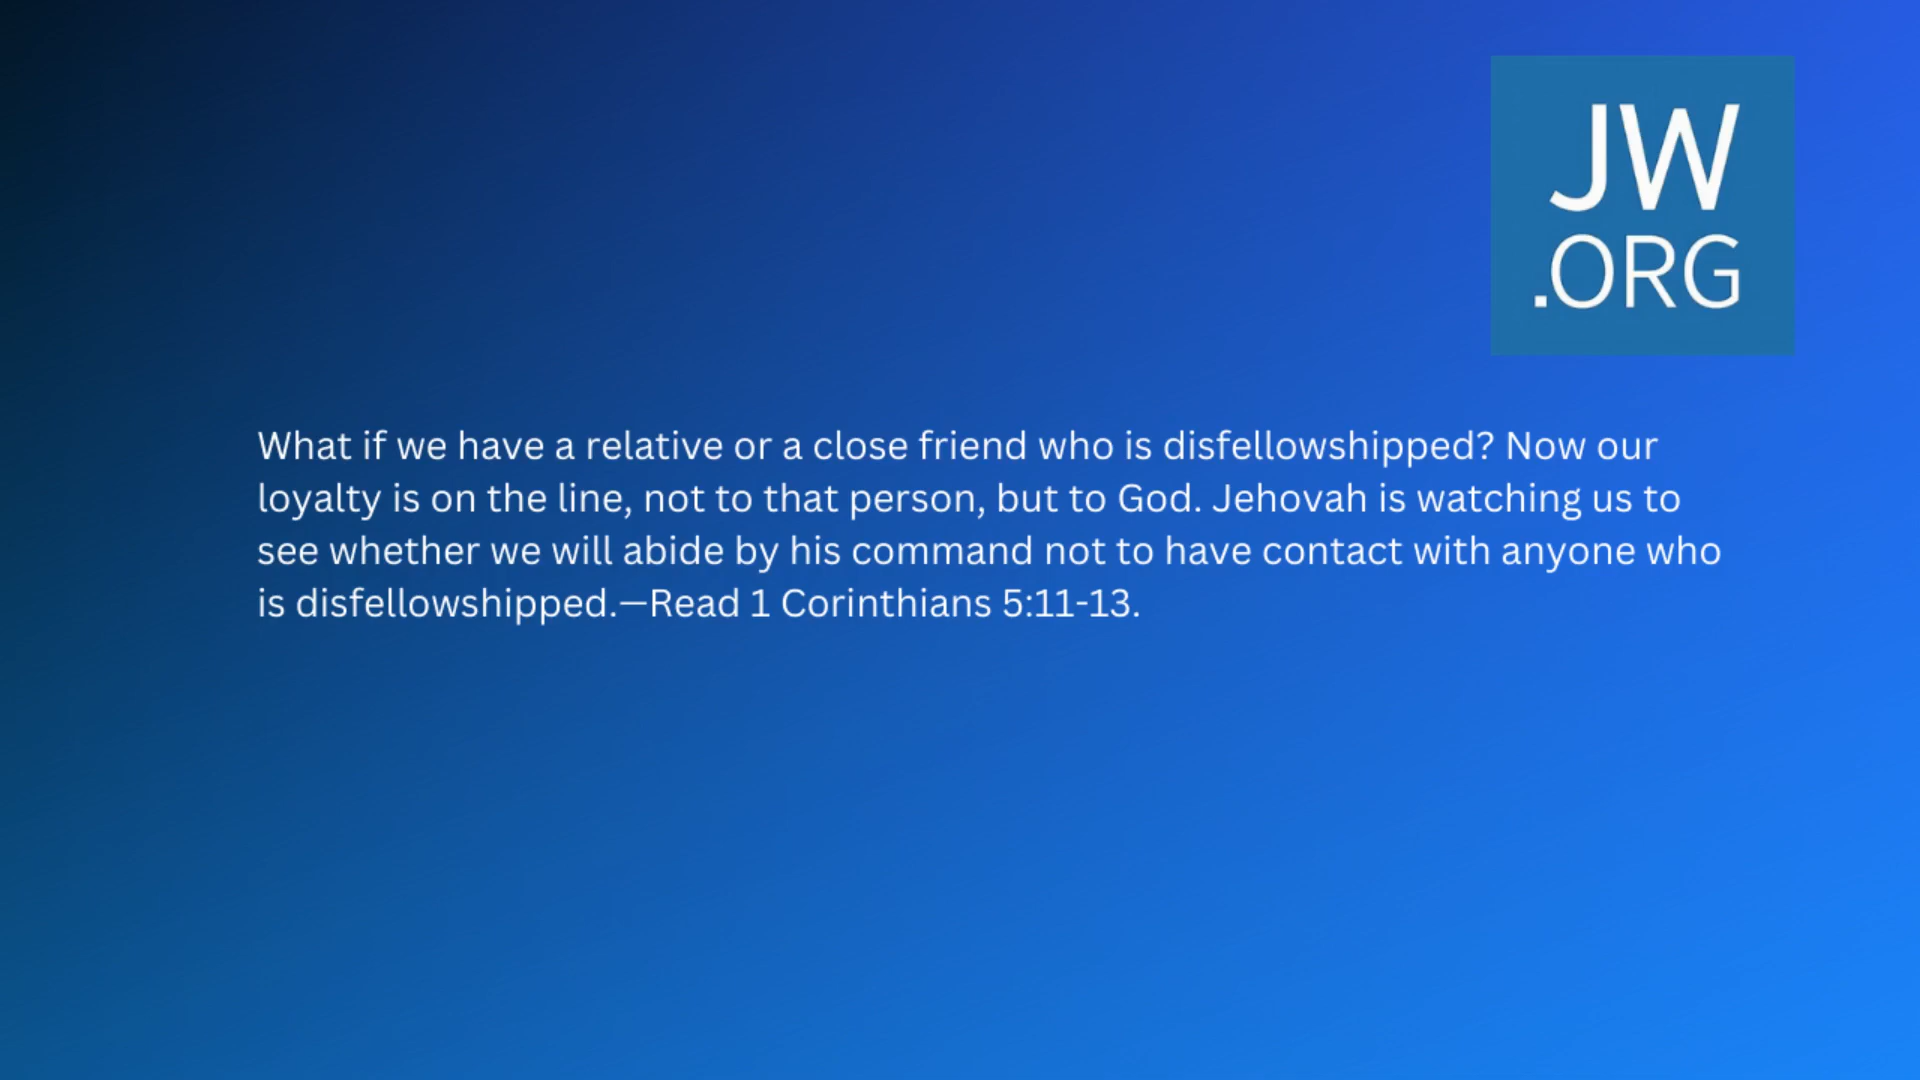 JW
.ORG
What if we have a relative or a close friend who is disfellowshipped? Now our
loyalty is on the line, not to that person, but to God. Jehovah is watching us to
see whether we will abide by his command not to have contact with anyone who
is disfellowshipped.—Read 1 Corinthians 5:11-13.